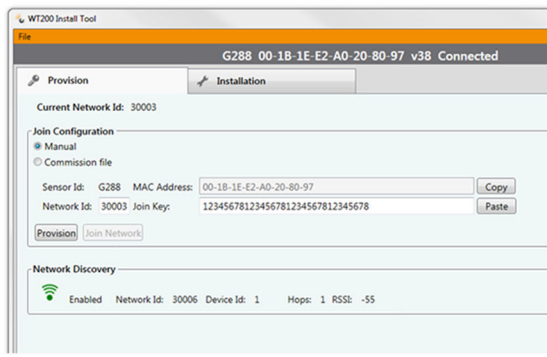 WT200 Install Tool
File
G288 00-1B-1E-E2-A0-20-80-97 v38 Connected
Provision Installation
Current Network Id: 30003
Join Configuration
Manual
Commission file
Sensor Id: G288 MAC Address: 00-1B-1E-E2-A0-20-80-97 Copy
Network Id: 30003 Join Key: 12345678123456781234567812345678 Paste
Provision Join Network
Network Discovery
Enabled Network Id: 30006 Device Id: 1 Hops: 1 RSSI: -55